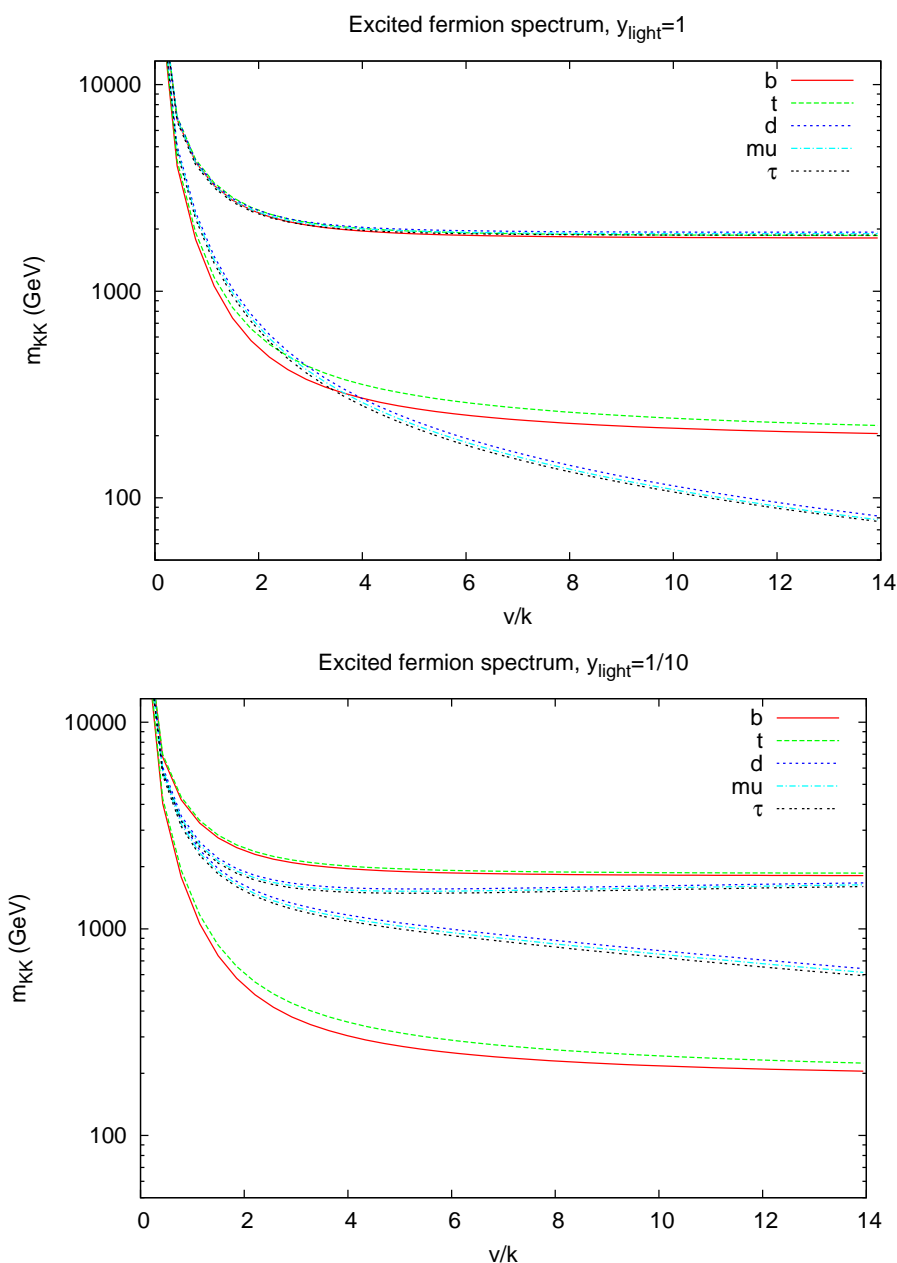 Excited fermion spectrum, y_light=1
10000
1000
100
m_KK (GeV)
b
t
d
mu
τ
0 2 4 6 8 10 12 14
v/k
Excited fermion spectrum, y_light=1/10
10000
1000
100
m_KK (GeV)
b
t
d
mu
τ
0 2 4 6 8 10 12 14
v/k